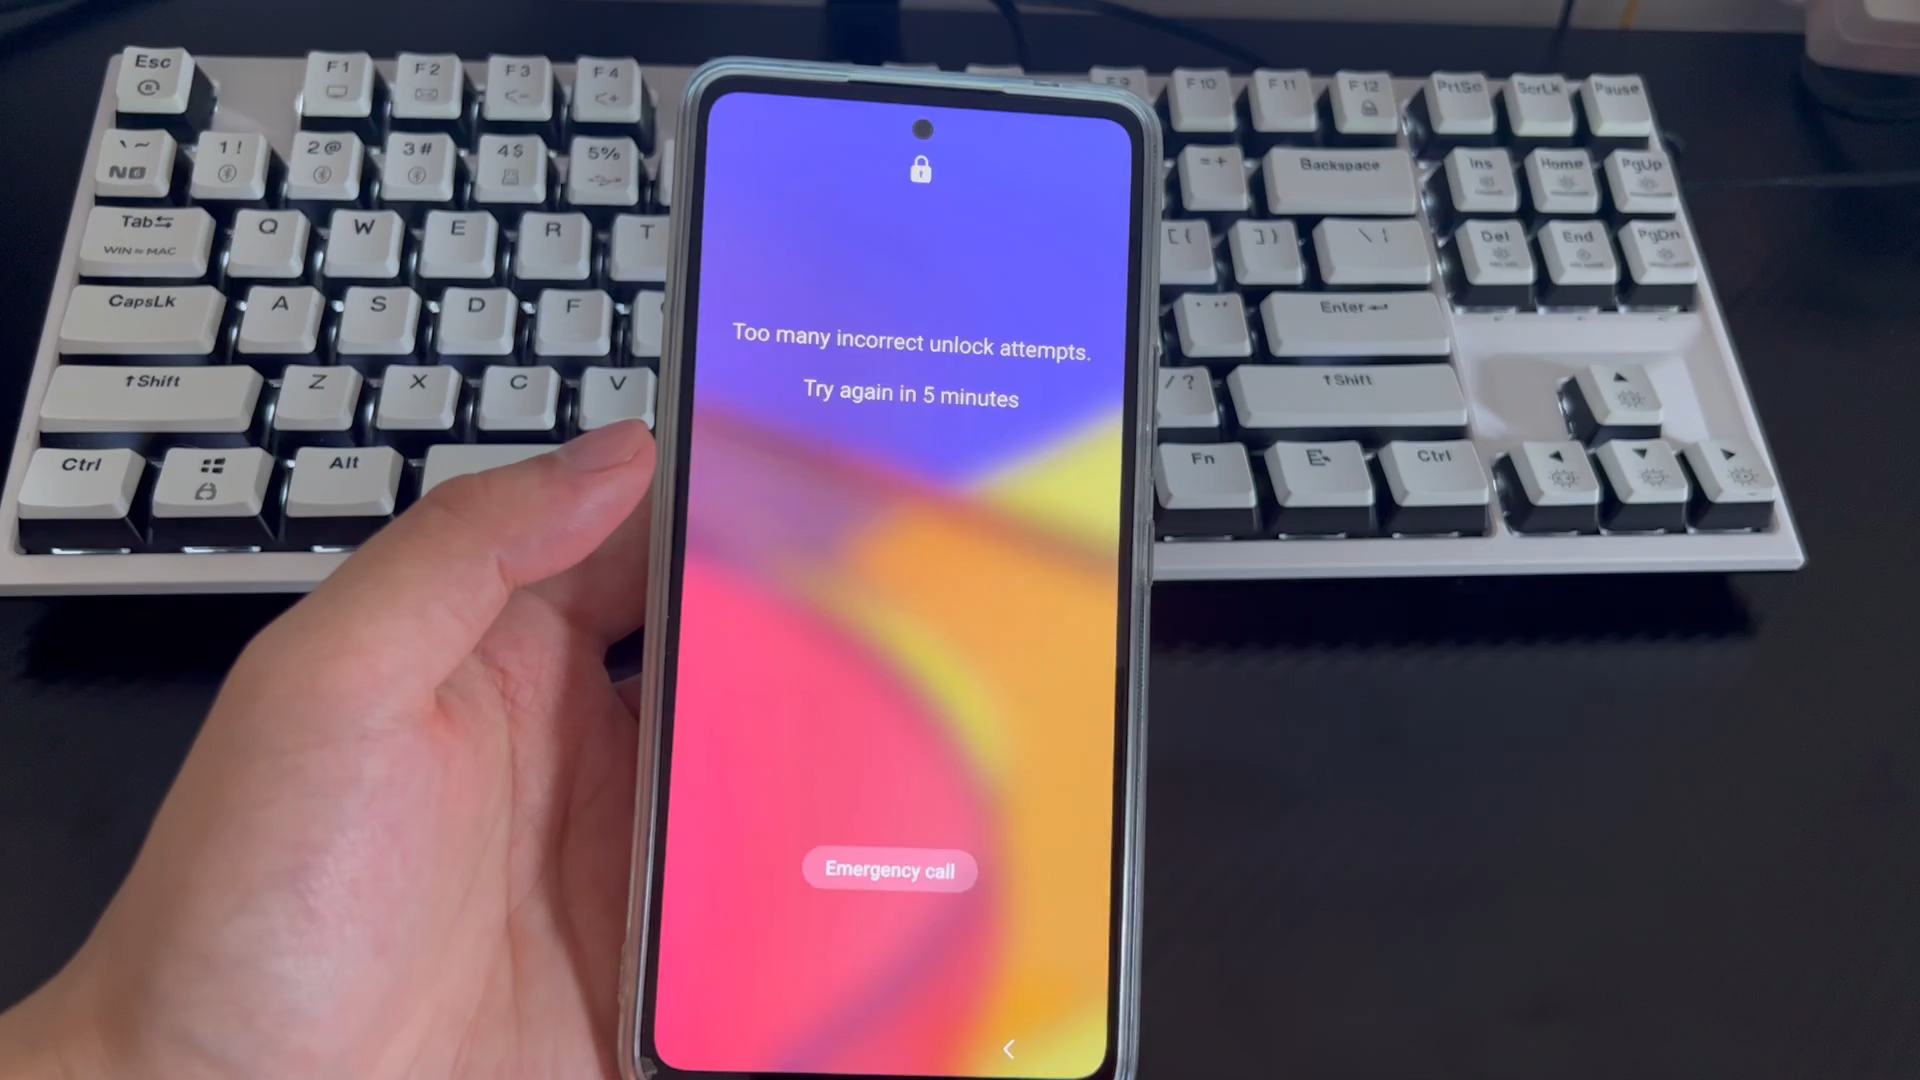 Esc
F1
F2
F3
F4
F9
F10
F11
F12
PrtSc
ScrLk
Pause
` ~
1 !
2 @
3 #
4 $
5 %
= +
Backspace
Ins
Home
PgUp
Tab
WIN ≈ MAC
Q
W
E
R
T
[ {
] }
\ |
Del
End
PgDn
CapsLk
A
S
D
F
' "
Enter
↑Shift
Z
X
C
V
/ ?
↑Shift
Ctrl
Alt
Fn
Ctrl
Too many incorrect unlock attempts.
Try again in 5 minutes
Emergency call